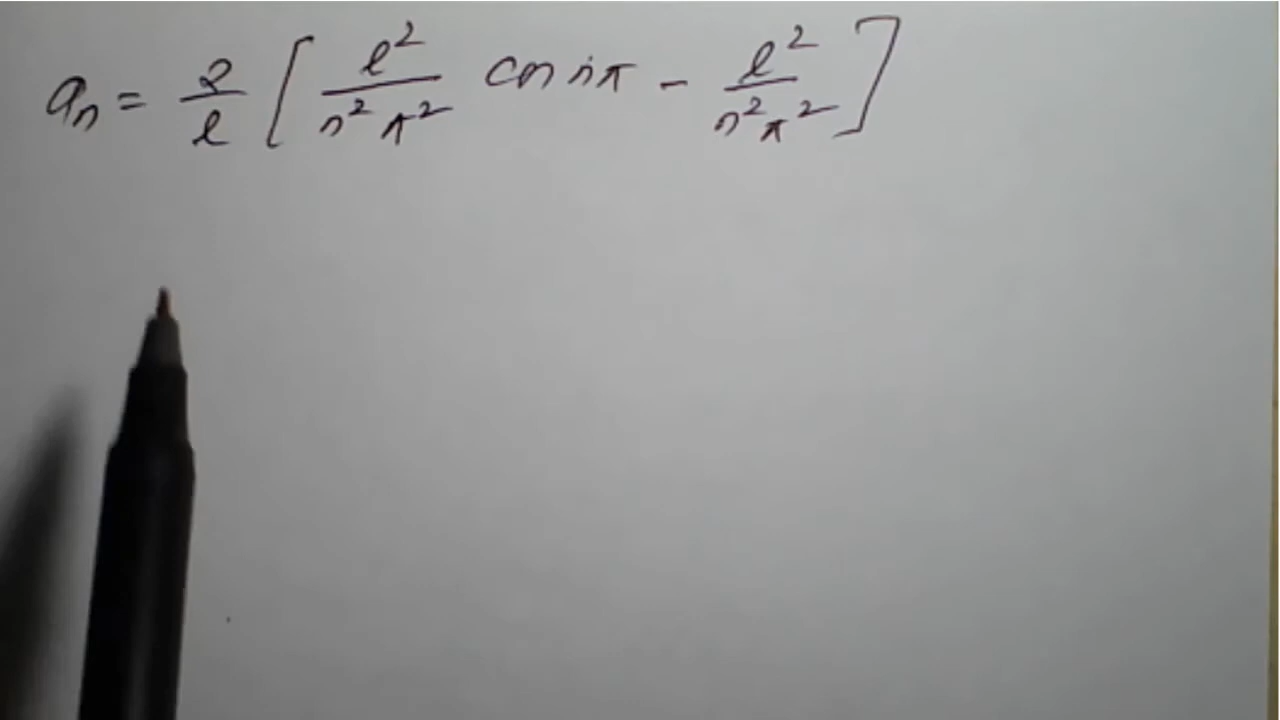 aₙ = 2/l [ l²/n²π² cos nπ - l²/n²π² ]